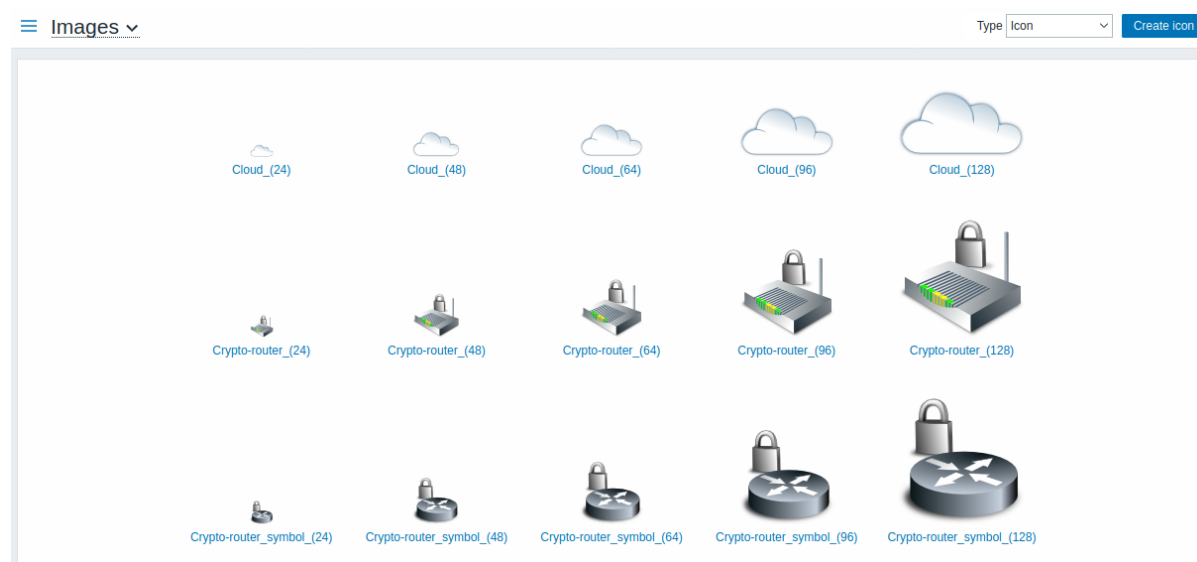 Images
Type Icon Create icon
Cloud_(24) Cloud_(48) Cloud_(64) Cloud_(96) Cloud_(128)
Crypto-router_(24) Crypto-router_(48) Crypto-router_(64) Crypto-router_(96) Crypto-router_(128)
Crypto-router_symbol_(24) Crypto-router_symbol_(48) Crypto-router_symbol_(64) Crypto-router_symbol_(96) Crypto-router_symbol_(128)